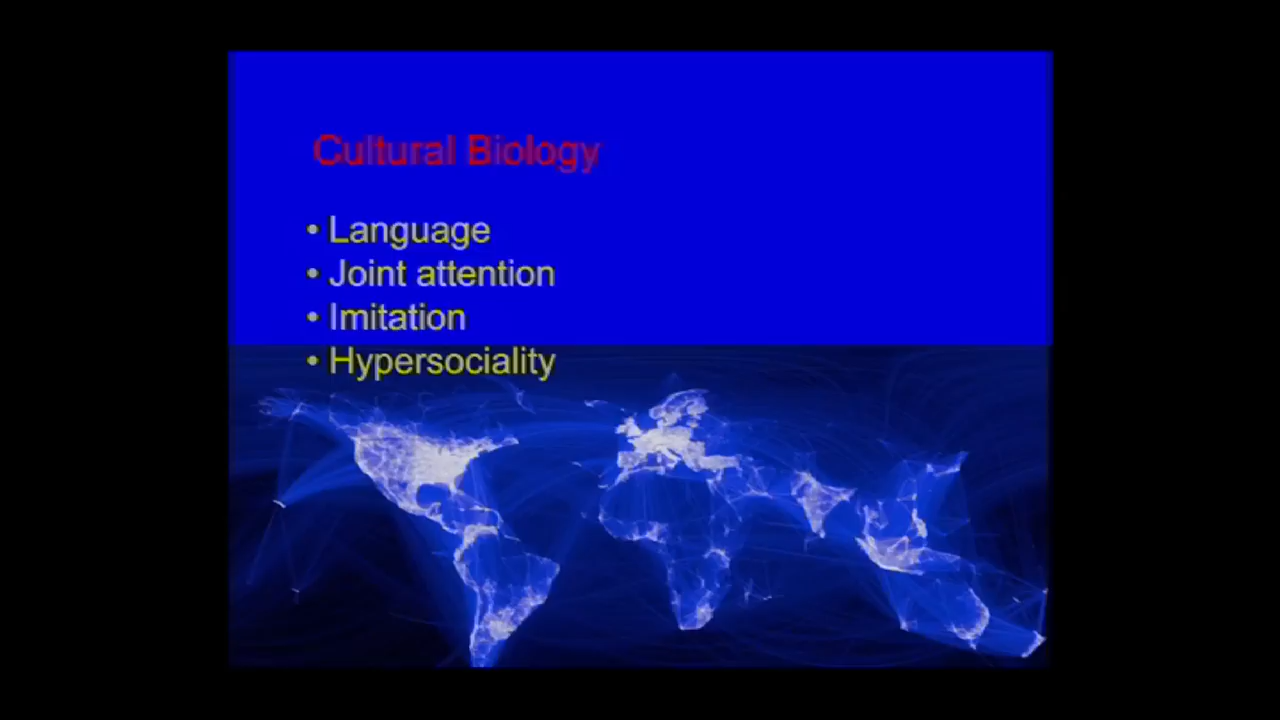 Cultural Biology
• Language
• Joint attention
• Imitation
• Hypersociality